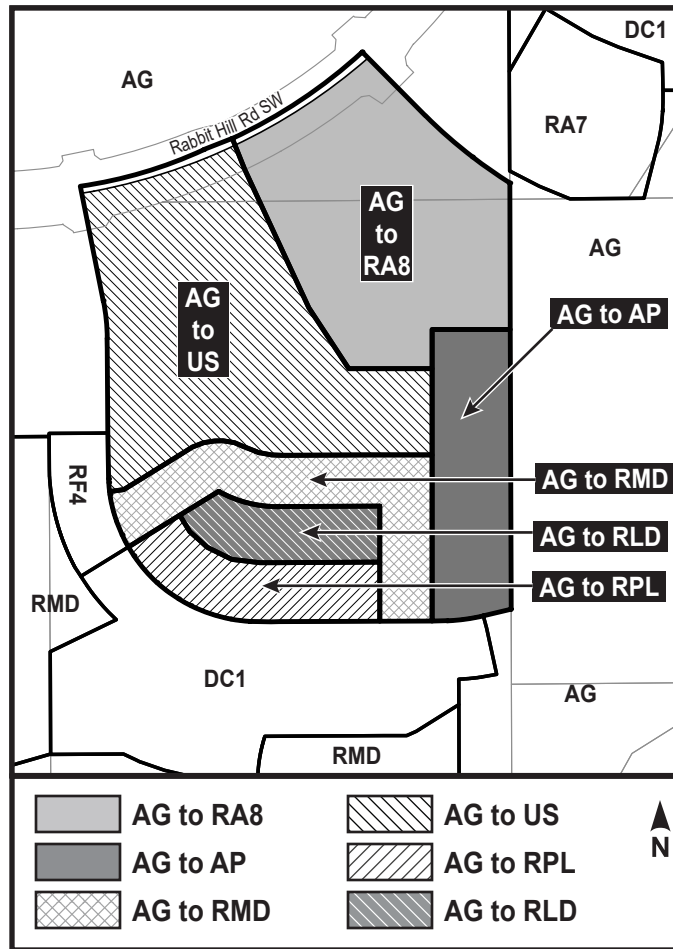 DC1
AG
RA7
Rabbit Hill Rd SW
AG
to
RA8
AG
AG
to
US
AG to AP
RF4
AG to RMD
AG to RLD
AG to RPL
RMD
DC1
AG
RMD
AG to RA8
AG to US
AG to AP
AG to RPL
AG to RMD
AG to RLD
N